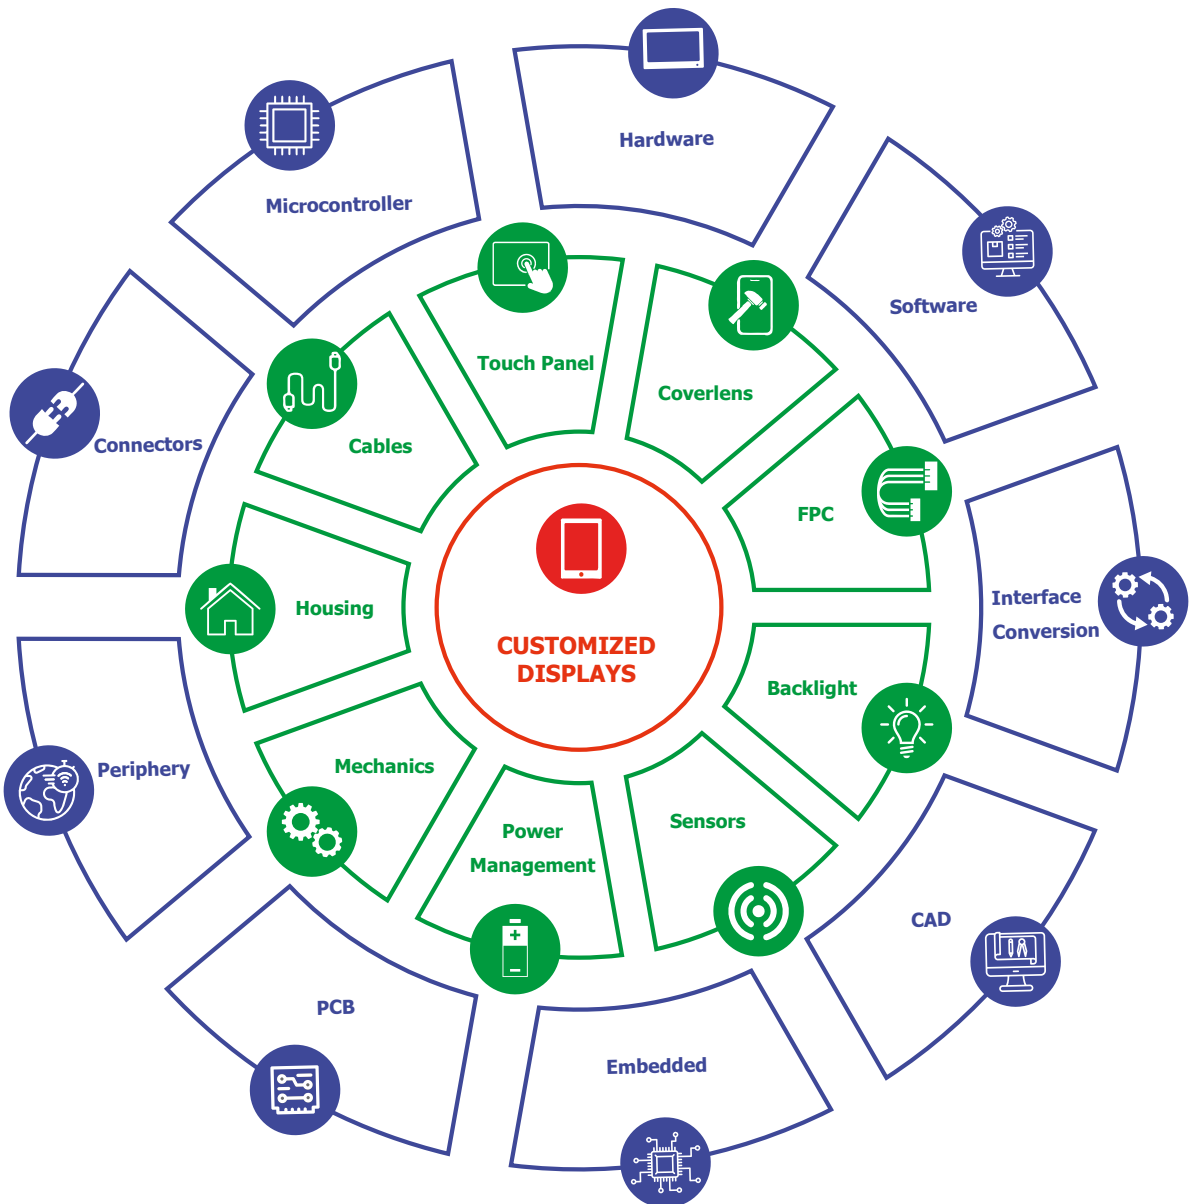 Hardware
Microcontroller
Software
Touch Panel
Coverlens
Connectors
Cables
FPC
Interface
Conversion
Housing
CUSTOMIZED
DISPLAYS
Backlight
Periphery
Mechanics
Sensors
Power
Management
CAD
PCB
Embedded